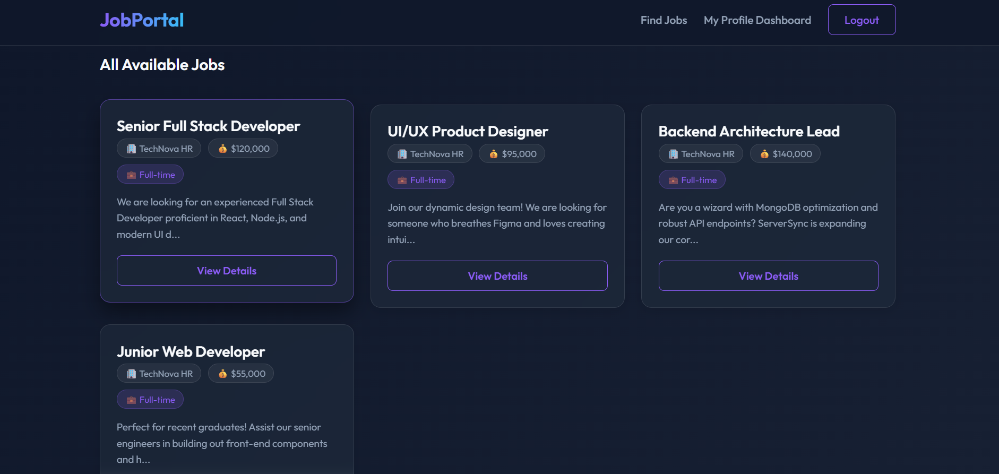 JobPortal
Find Jobs
My Profile Dashboard
Logout
All Available Jobs
Senior Full Stack Developer
TechNova HR
$120,000
Full-time
We are looking for an experienced Full Stack
Developer proficient in React, Node.js, and
modern UI d...
View Details
UI/UX Product Designer
TechNova HR
$95,000
Full-time
Join our dynamic design team! We are looking for
someone who breathes Figma and loves creating
intui...
View Details
Backend Architecture Lead
TechNova HR
$140,000
Full-time
Are you a wizard with MongoDB optimization and
robust API endpoints? ServerSync is expanding
our cor...
View Details
Junior Web Developer
TechNova HR
$55,000
Full-time
Perfect for recent graduates! Assist our senior
engineers in building out front-end components
and h...